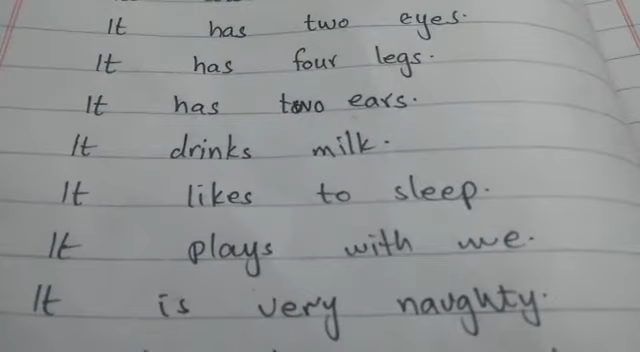 It has two eyes.
It has four legs.
It has two ears.
It drinks milk.
It likes to sleep.
It plays with me.
It is very naughty.